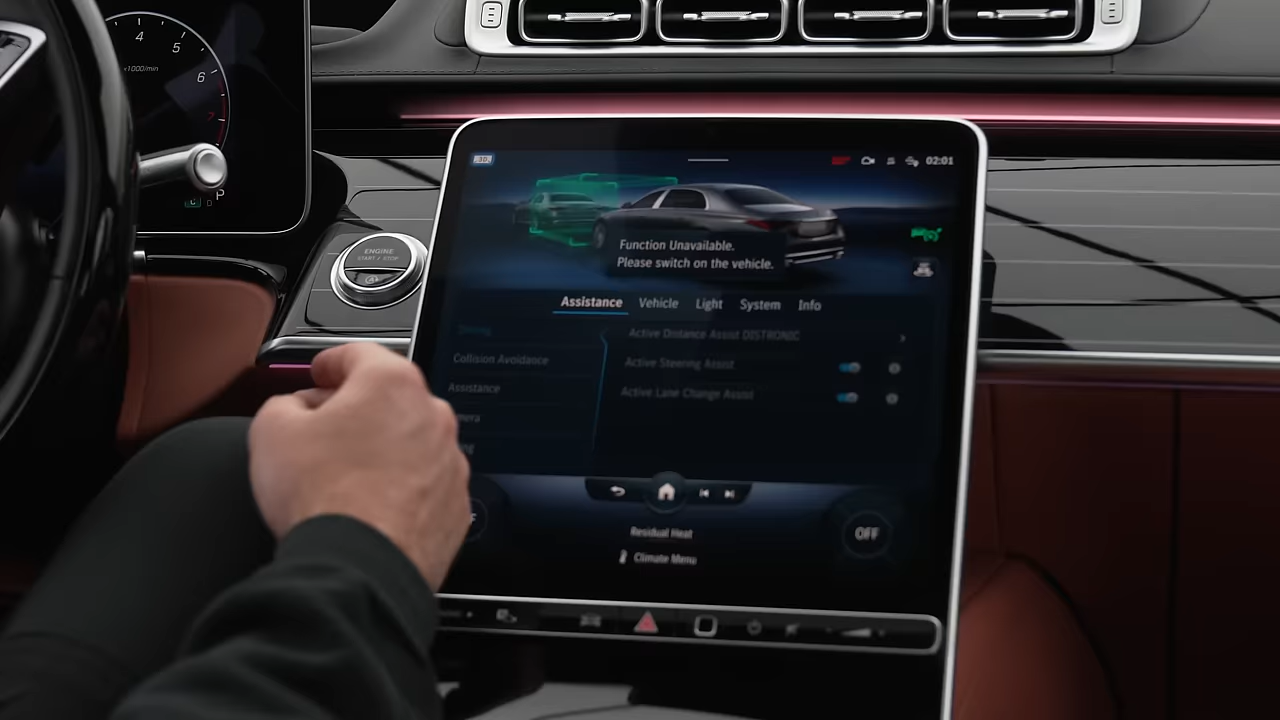 4
5
x1000/min
6
7
P
D
ENGINE
START / STOP
3D
02:01
Function Unavailable.
Please switch on the vehicle.
Assistance Vehicle Light System Info
Driving
Active Distance Assist DISTRONIC
Collision Avoidance
Active Steering Assist
Assistance
Active Lane Change Assist
OFF
Residual Heat
Climate Menu